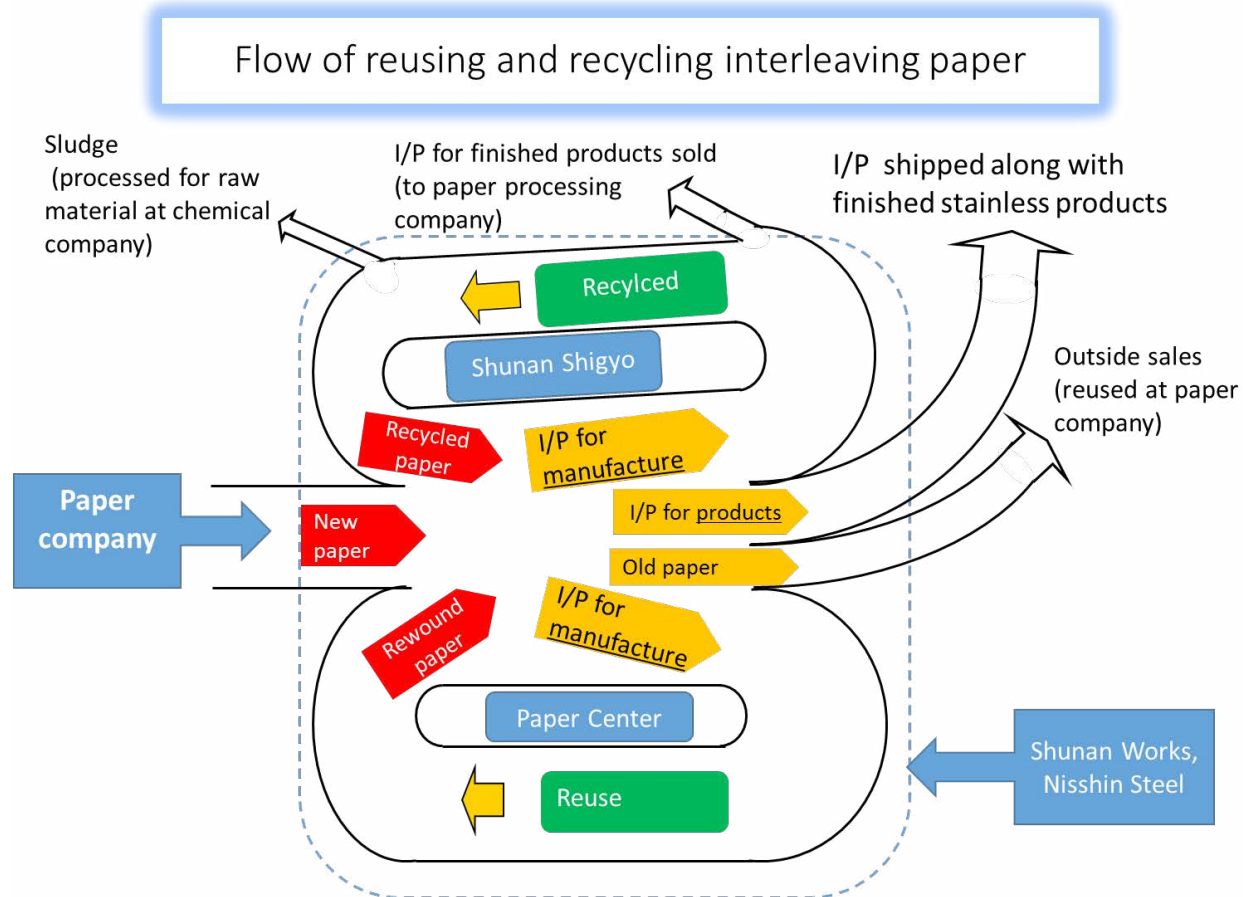 Flow of reusing and recycling interleaving paper
Sludge
(processed for raw
material at chemical
company)
I/P for finished products sold
(to paper processing
company)
I/P shipped along with
finished stainless products
Recylced
Shunan Shigyo
Outside sales
(reused at paper
company)
Recycled
paper
I/P for
manufacture
Paper
company
New
paper
I/P for products
Old paper
Rewound
paper
I/P for
manufacture
Paper Center
Shunan Works,
Nisshin Steel
Reuse